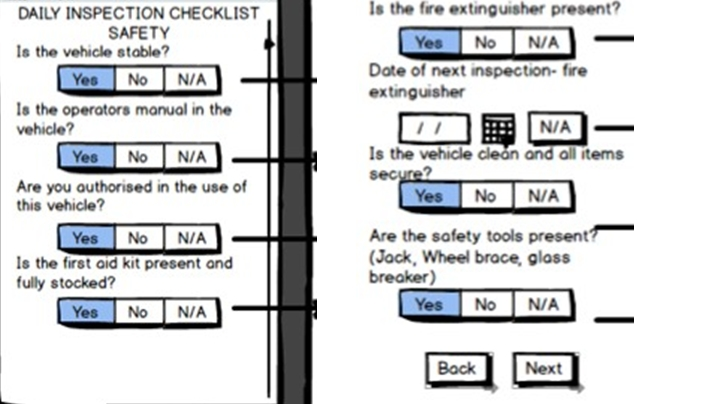 DAILY INSPECTION CHECKLIST
SAFETY
Is the vehicle stable?
Yes No N/A
Is the operators manual in the
vehicle?
Yes No N/A
Are you authorised in the use of
this vehicle?
Yes No N/A
Is the first aid kit present and
fully stocked?
Yes No N/A
Is the fire extinguisher present?
Yes No N/A
Date of next inspection- fire
extinguisher
/ / N/A
Is the vehicle clean and all items
secure?
Yes No N/A
Are the safety tools present?
(Jack, Wheel brace, glass
breaker)
Yes No N/A
Back Next